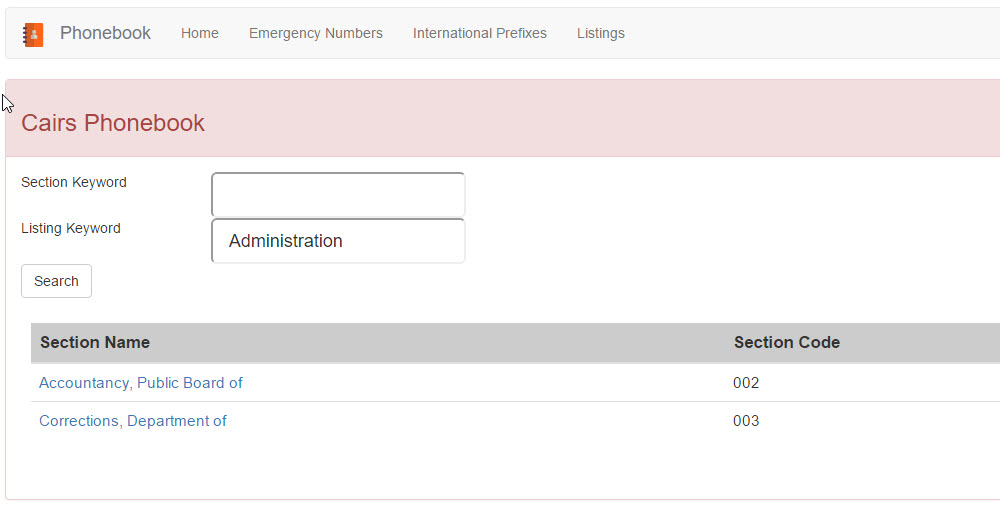 Phonebook Home Emergency Numbers International Prefixes Listings
Cairs Phonebook
Section Keyword
Listing Keyword Administration
Search
Section Name Section Code
Accountancy, Public Board of 002
Corrections, Department of 003